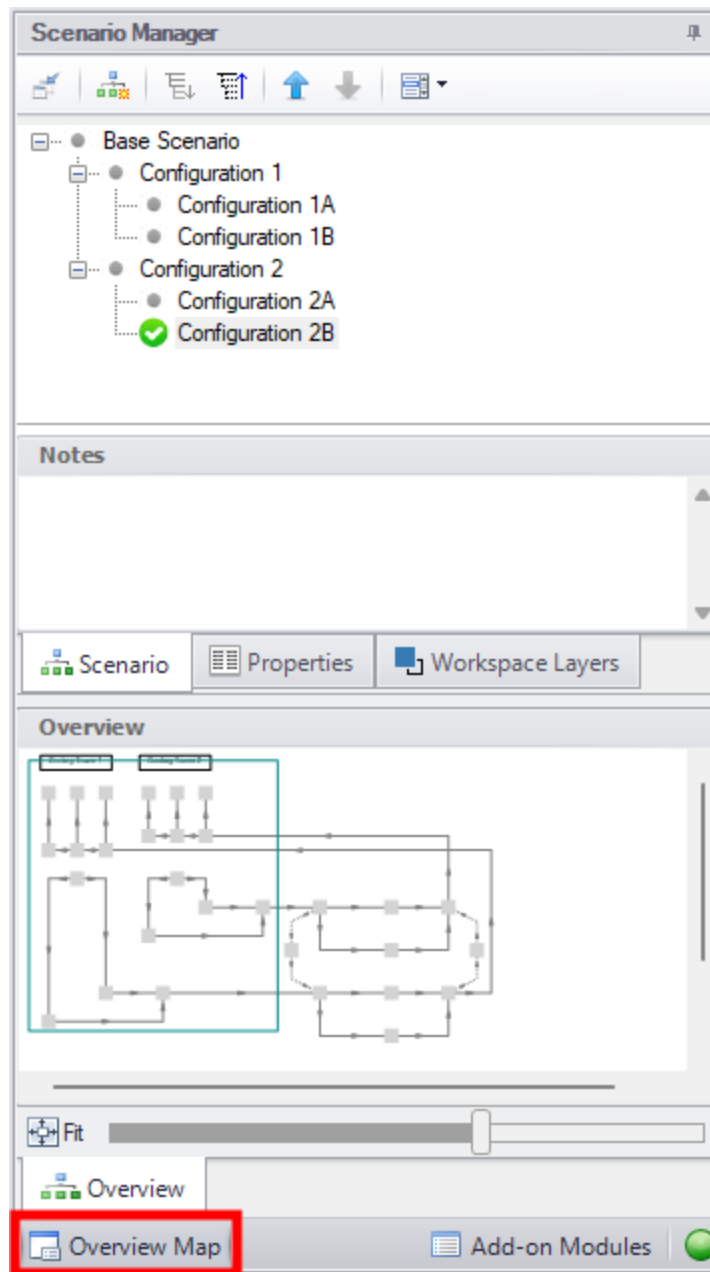 Scenario Manager
Base Scenario
Configuration 1
Configuration 1A
Configuration 1B
Configuration 2
Configuration 2A
Configuration 2B
Notes
Scenario Properties Workspace Layers
Overview
Fit
Overview
Overview Map Add-on Modules